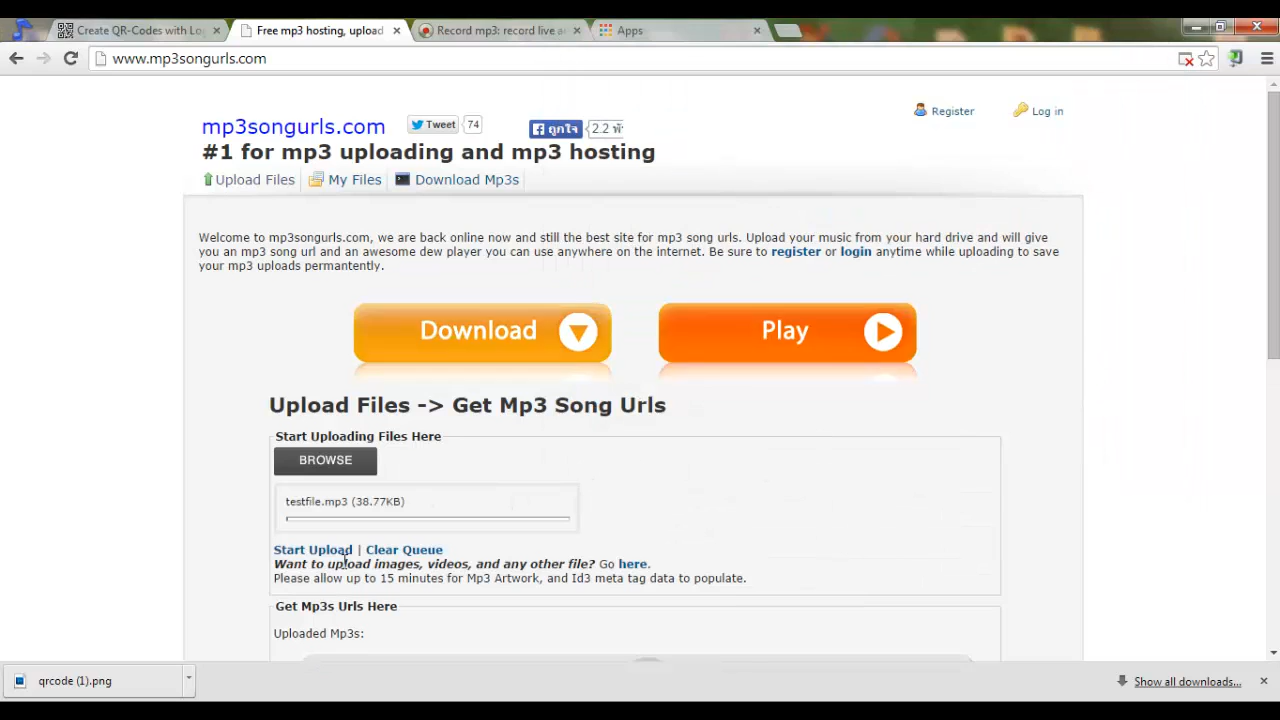 Create QR-Codes with Lo
Free mp3 hosting, upload
Record mp3: record live a
Apps
www.mp3songurls.com
Register
Log in
mp3songurls.com
Tweet
74
ถูกใจ
2.2 พั
#1 for mp3 uploading and mp3 hosting
Upload Files
My Files
Download Mp3s
Welcome to mp3songurls.com, we are back online now and still the best site for mp3 song urls. Upload your music from your hard drive and will give
you an mp3 song url and an awesome dew player you can use anywhere on the internet. Be sure to register or login anytime while uploading to save
your mp3 uploads permantently.
Download
Play
Upload Files -> Get Mp3 Song Urls
Start Uploading Files Here
BROWSE
testfile.mp3 (38.77KB)
Start Upload | Clear Queue
Want to upload images, videos, and any other file? Go here.
Please allow up to 15 minutes for Mp3 Artwork, and Id3 meta tag data to populate.
Get Mp3s Urls Here
Uploaded Mp3s:
qrcode (1).png
Show all downloads...